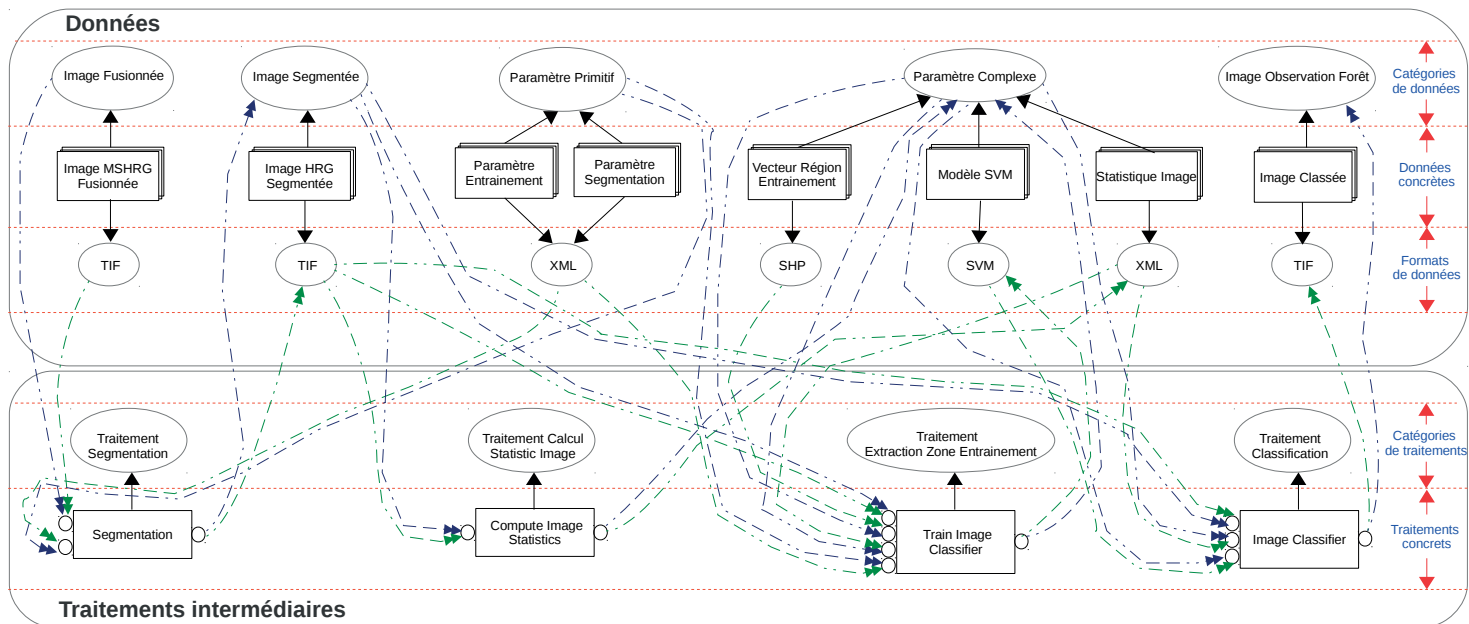 Données
Image Fusionnée
Image Segmentée
Paramètre Primitif
Paramètre Complexe
Image Observation Forêt
Catégories
de données
Image MSHRG
Fusionnée
Image HRG
Segmentée
Paramètre
Entrainement
Paramètre
Segmentation
Vecteur Région
Entrainement
Modèle SVM
Statistique Image
Image Classée
Données
concrètes
TIF
TIF
XML
SHP
SVM
XML
TIF
Formats
de données
Traitement
Segmentation
Traitement Calcul
Statistic Image
Traitement
Extraction Zone Entrainement
Traitement
Classification
Catégories
de traitements
Segmentation
Compute Image
Statistics
Train Image
Classifier
Image Classifier
Traitements
concrets
Traitements intermédiaires